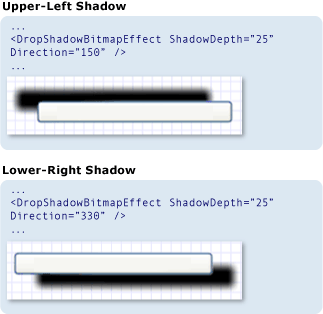 Upper-Left Shadow
...
<DropShadowBitmapEffect ShadowDepth="25"
Direction="150" />
...
Lower-Right Shadow
...
<DropShadowBitmapEffect ShadowDepth="25"
Direction="330" />
...